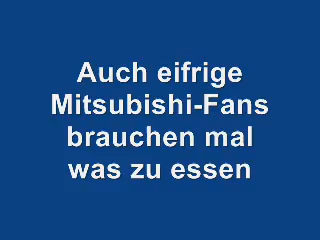 Auch eifrige
Mitsubishi-Fans
brauchen mal
was zu essen